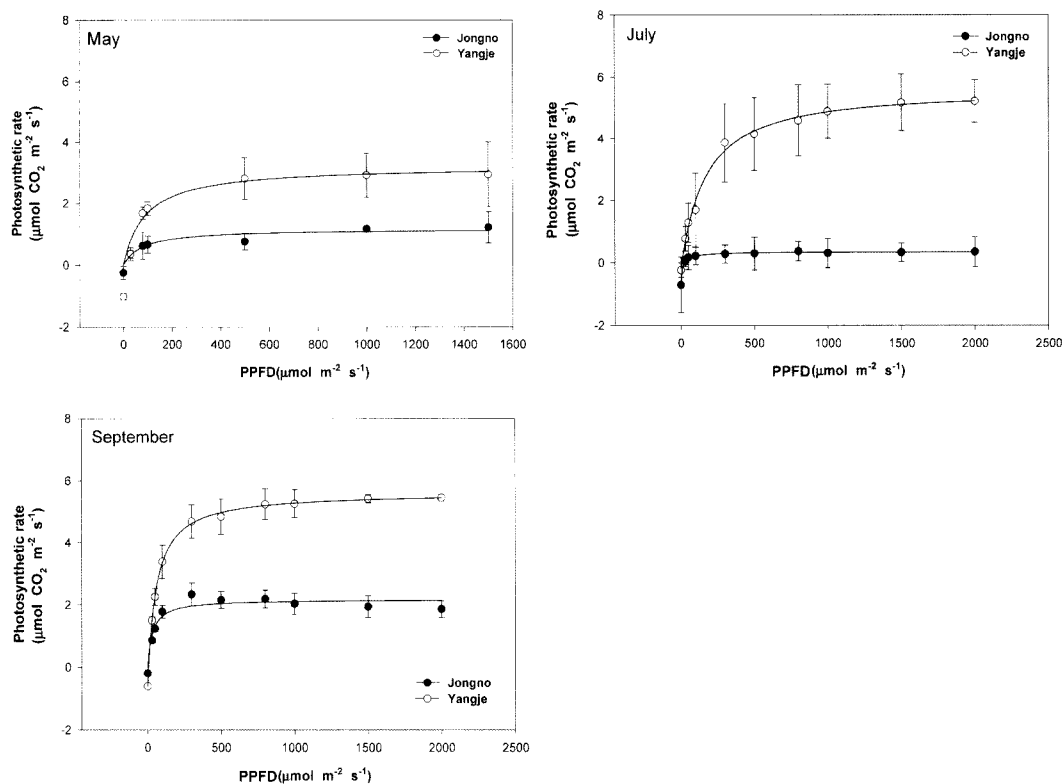 May
Jongno
Yangje
Photosynthetic rate
(μmol CO₂ m⁻² s⁻¹)
8
6
4
2
0
-2
0 200 400 600 800 1000 1200 1400 1600
PPFD(μmol m⁻² s⁻¹)
July
Jongno
Yangje
Photosynthetic rate
(μmol CO₂ m⁻² s⁻¹)
8
6
4
2
0
-2
0 500 1000 1500 2000 2500
PPFD(μmol m⁻² s⁻¹)
September
Photosynthetic rate
(μmol CO₂ m⁻² s⁻¹)
8
6
4
2
0
-2
Jongno
Yangje
0 500 1000 1500 2000 2500
PPFD(μmol m⁻² s⁻¹)